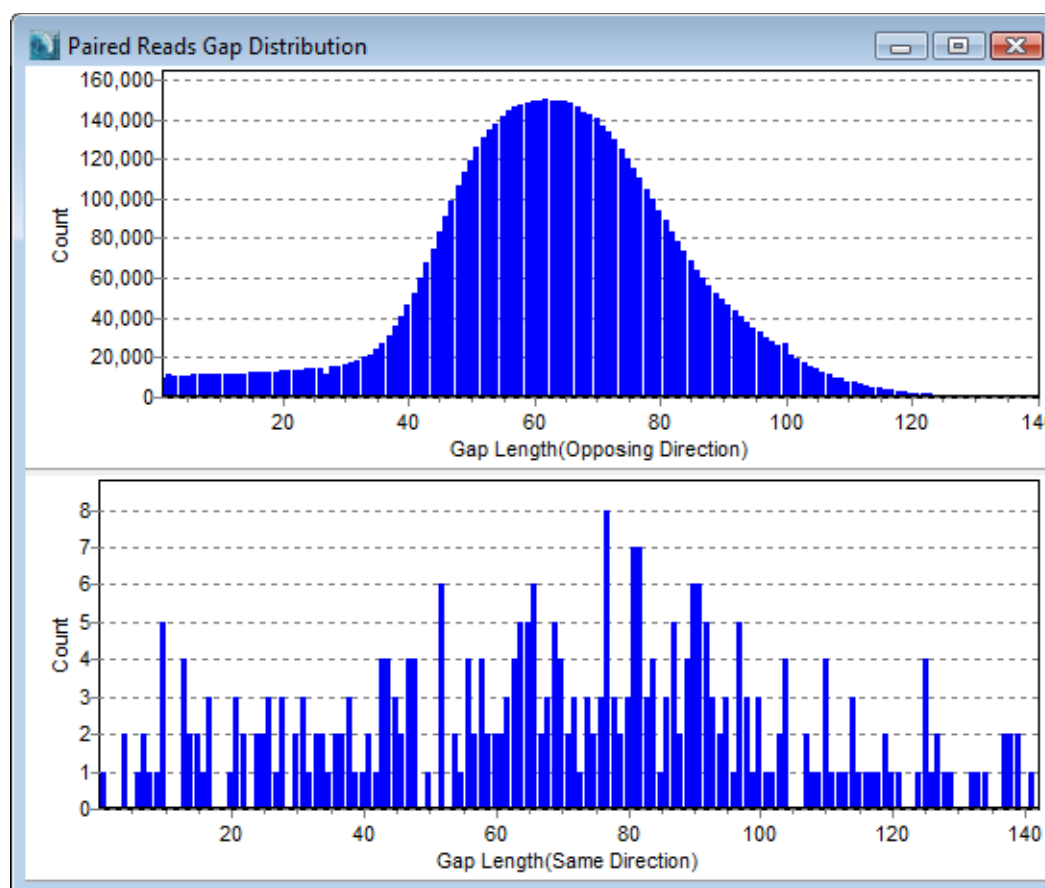 Paired Reads Gap Distribution
160,000
140,000
120,000
100,000
80,000
60,000
40,000
20,000
0
Count
20 40 60 80 100 120 140
Gap Length(Opposing Direction)
8
7
6
5
4
3
2
1
0
Count
20 40 60 80 100 120 140
Gap Length(Same Direction)